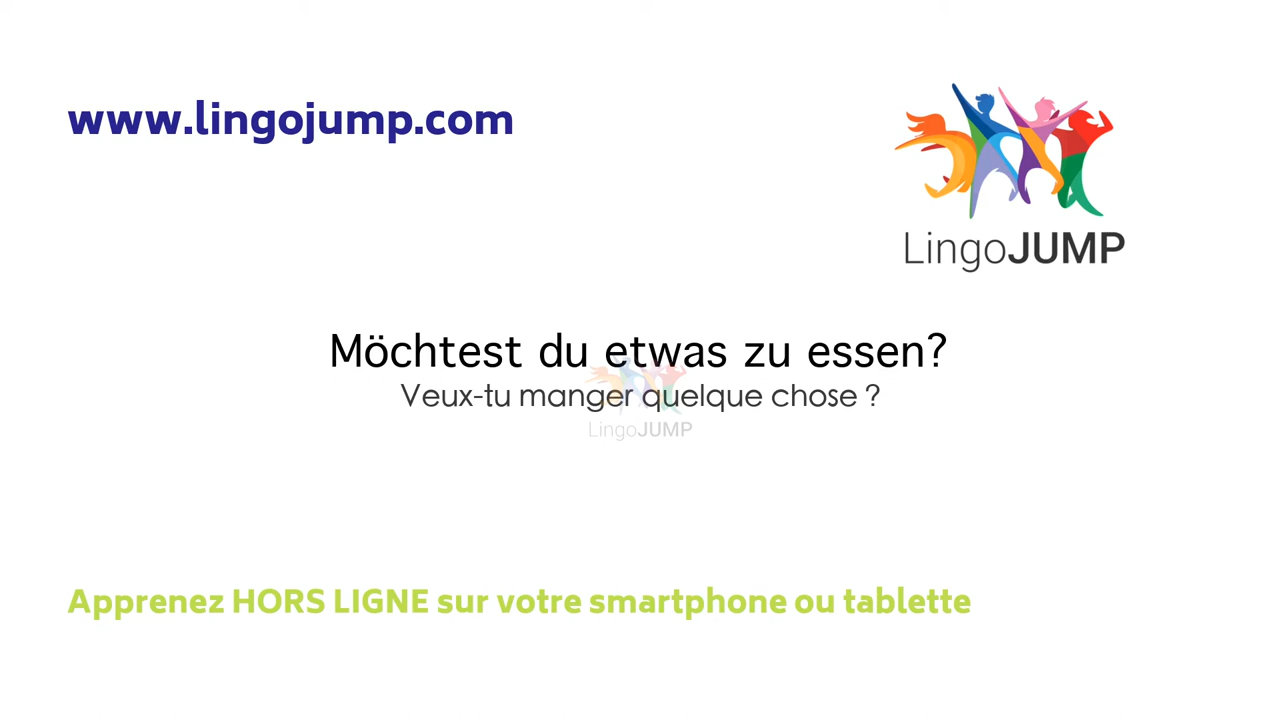 www.lingojump.com
LingoJUMP
Möchtest du etwas zu essen?
Veux-tu manger quelque chose ?
LingoJUMP
Apprenez HORS LIGNE sur votre smartphone ou tablette